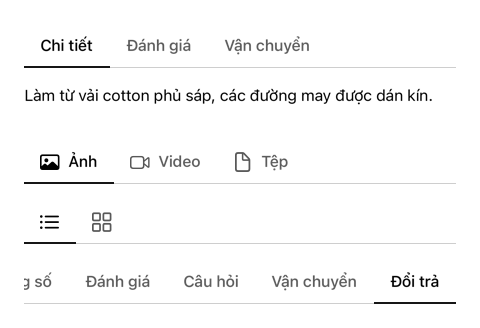 Chi tiết Đánh giá Vận chuyển
Làm từ vải cotton phủ sáp, các đường may được dán kín.
Ảnh Video Tệp
số Đánh giá Câu hỏi Vận chuyển Đổi trả